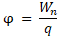 φ = Wₙ/q